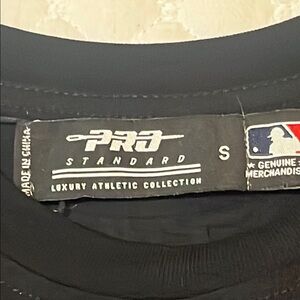 MADE IN CHINA
PRO
STANDARD
LUXURY ATHLETIC COLLECTION
S
GENUINE
MERCHANDIS